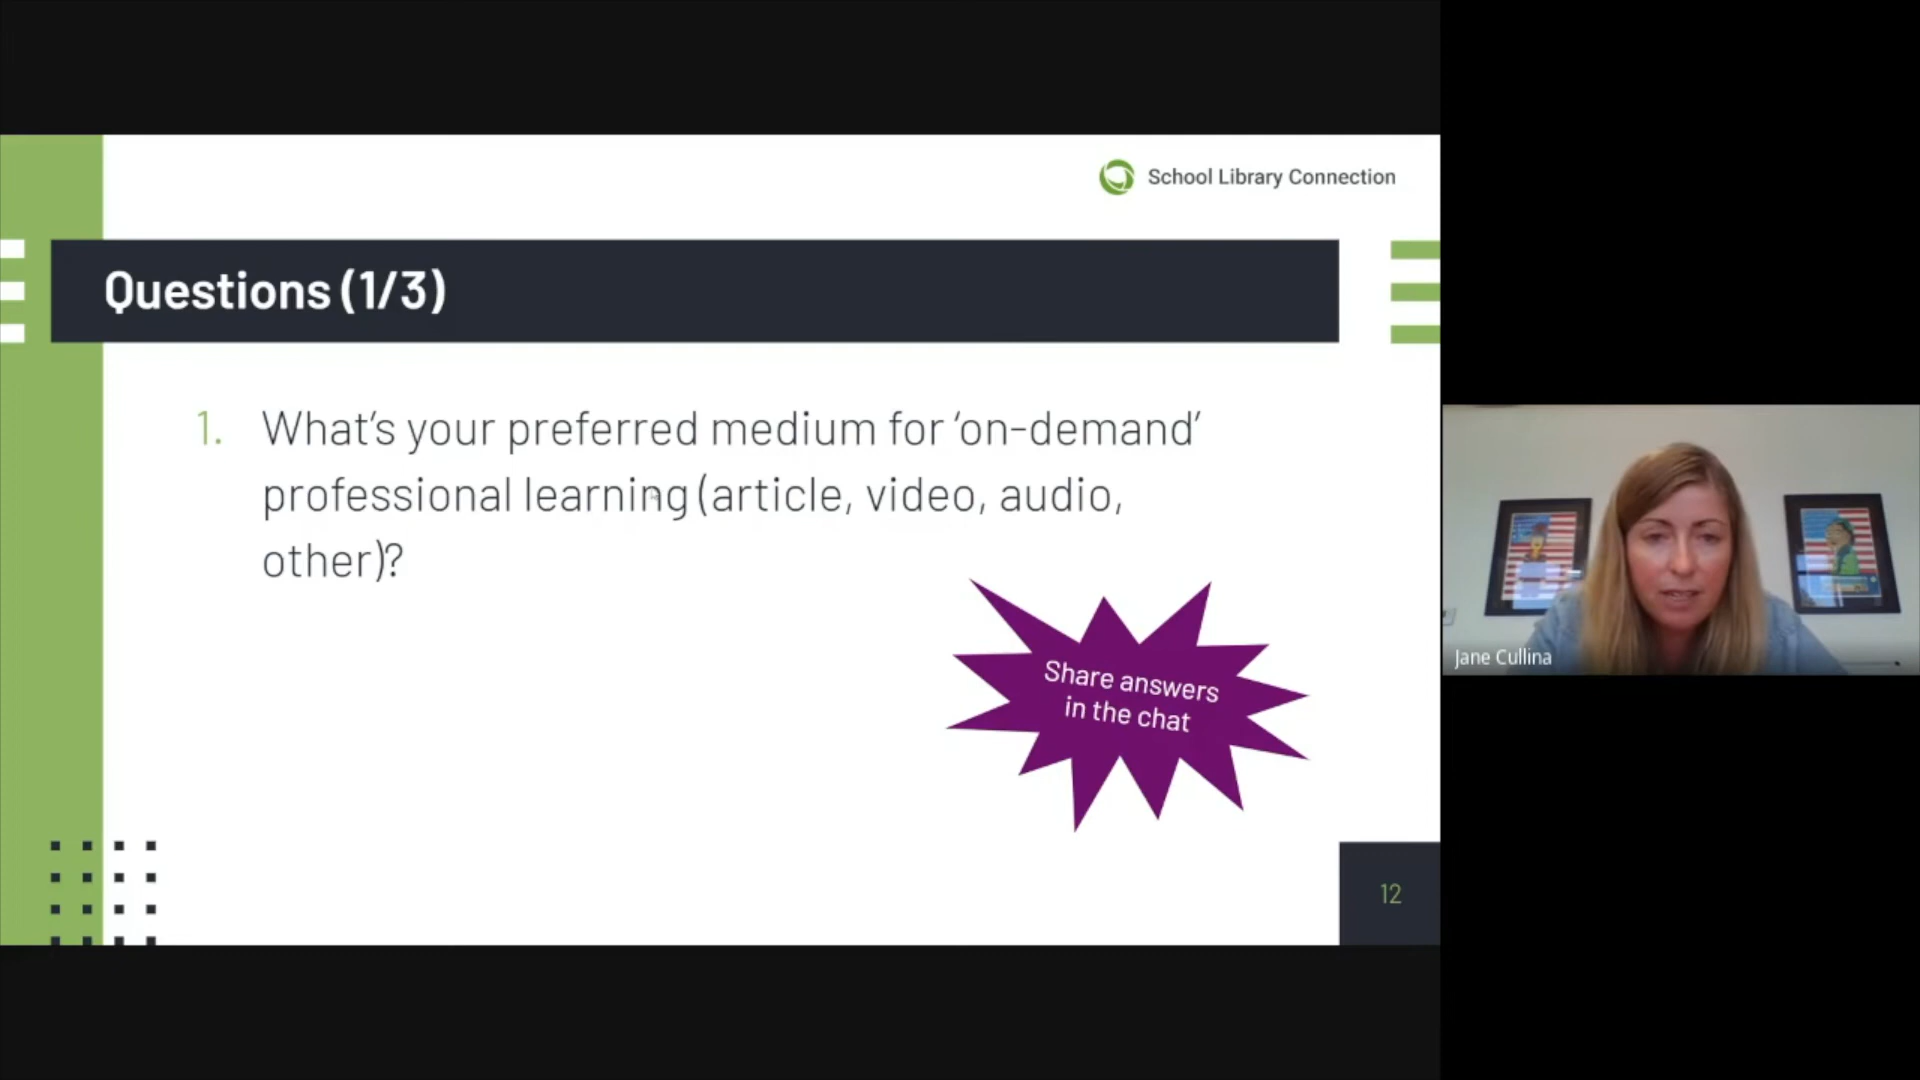 School Library Connection
Questions (1/3)
1. What’s your preferred medium for ‘on-demand’
professional learning (article, video, audio,
other)?
Share answers
in the chat
12
Jane Cullina